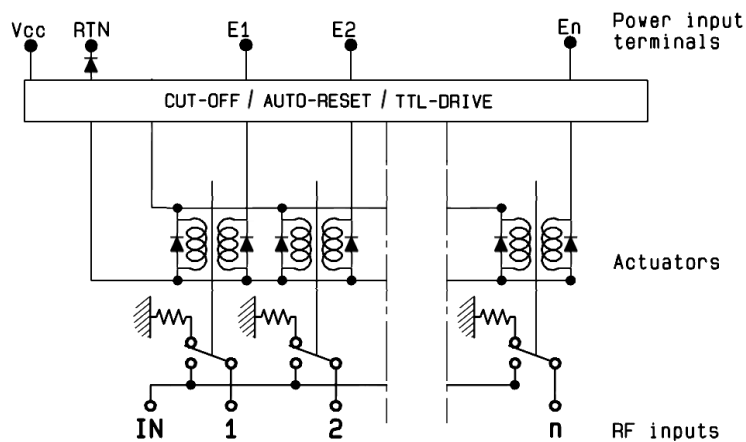 Vcc RTN E1 E2 En Power input
terminals
CUT-OFF / AUTO-RESET / TTL-DRIVE
Actuators
IN 1 2 n RF inputs